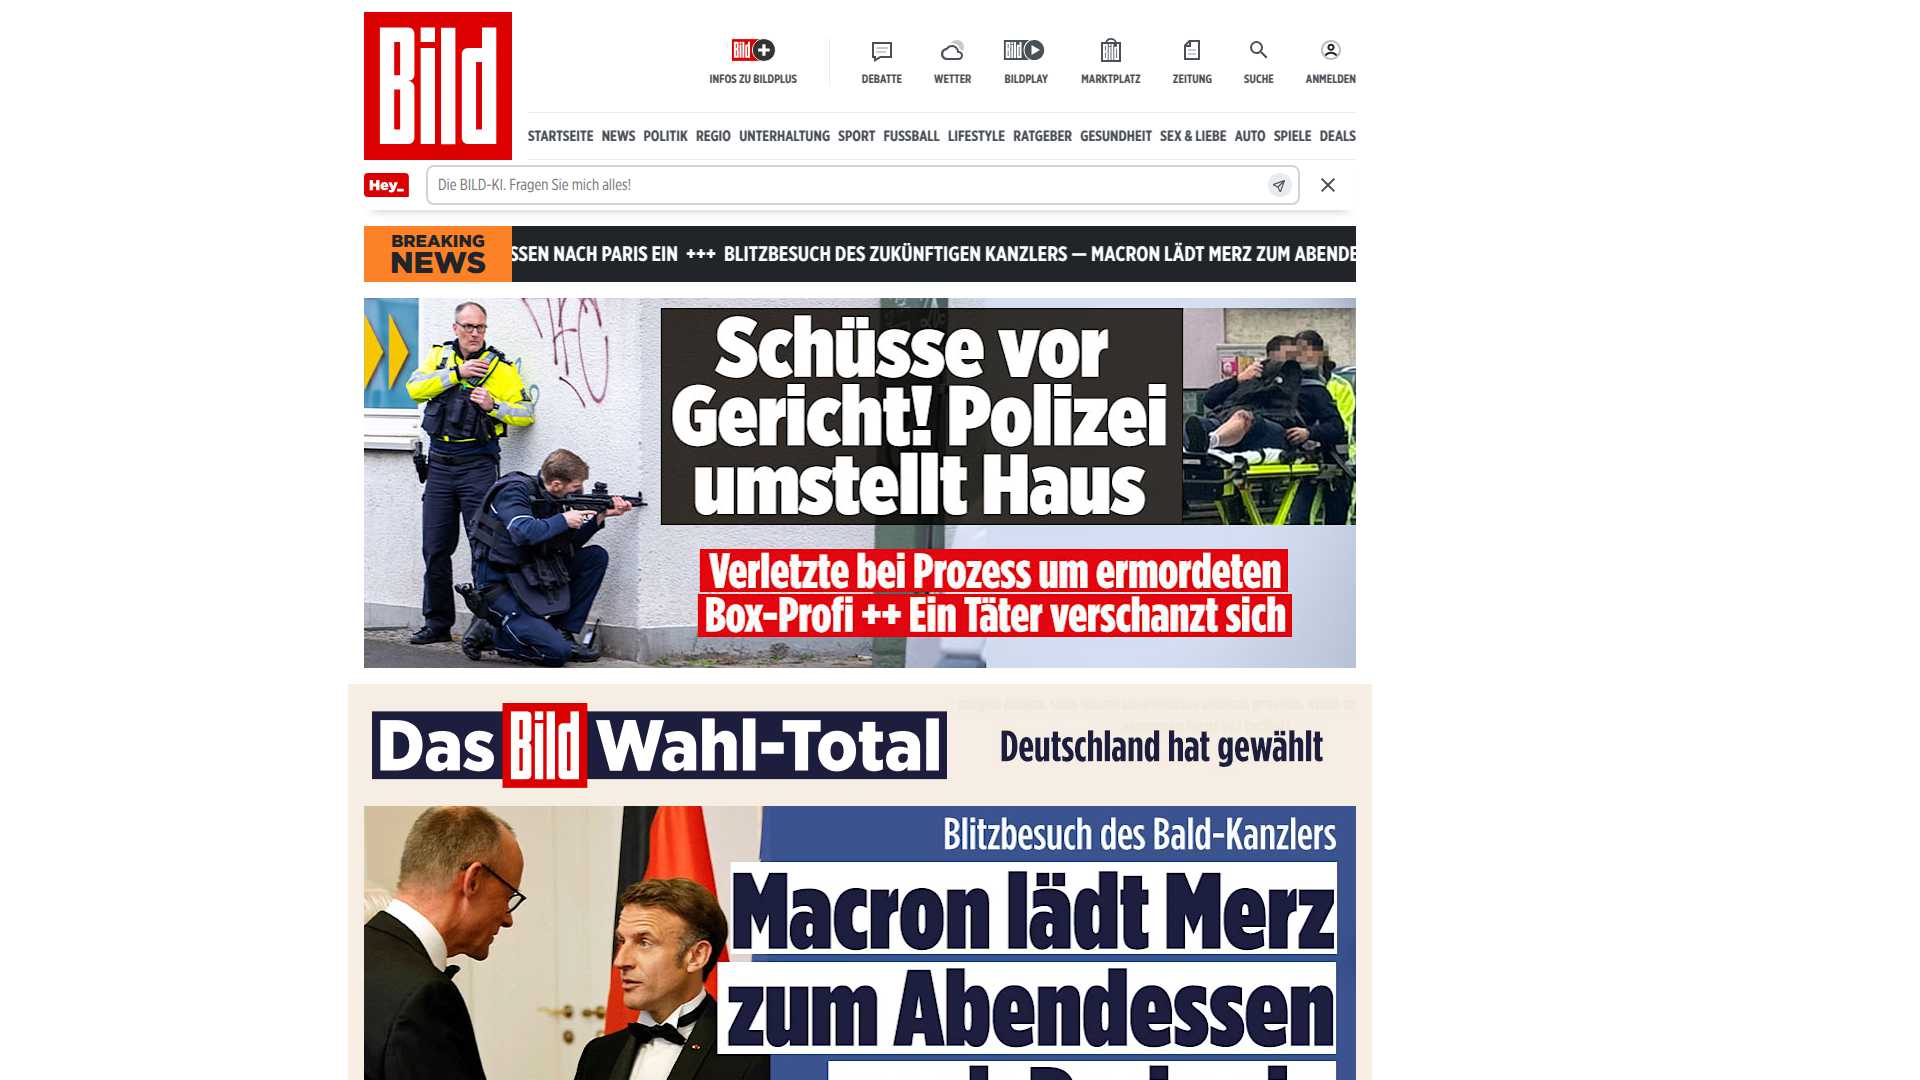 Bild
Bild
INFOS ZU BILDPLUS
DEBATTE
WETTER
Bild
BILDPLAY
Bild
MARKTPLATZ
ZEITUNG
SUCHE
ANMELDEN
STARTSEITE NEWS POLITIK REGIO UNTERHALTUNG SPORT FUSSBALL LIFESTYLE RATGEBER GESUNDHEIT SEX & LIEBE AUTO SPIELE DEALS
Hey_
Die BILD-KI. Fragen Sie mich alles!
BREAKING
NEWS
SSEN NACH PARIS EIN +++ BLITZBESUCH DES ZUKÜNFTIGEN KANZLERS — MACRON LÄDT MERZ ZUM ABENDE
Schüsse vor
Gericht! Polizei
umstellt Haus
Verletzte bei Prozess um ermordeten
Box-Profi ++ Ein Täter verschanzt sich
Das Bild Wahl-Total
Deutschland hat gewählt
Blitzbesuch des Bald-Kanzlers
Macron lädt Merz
zum Abendessen